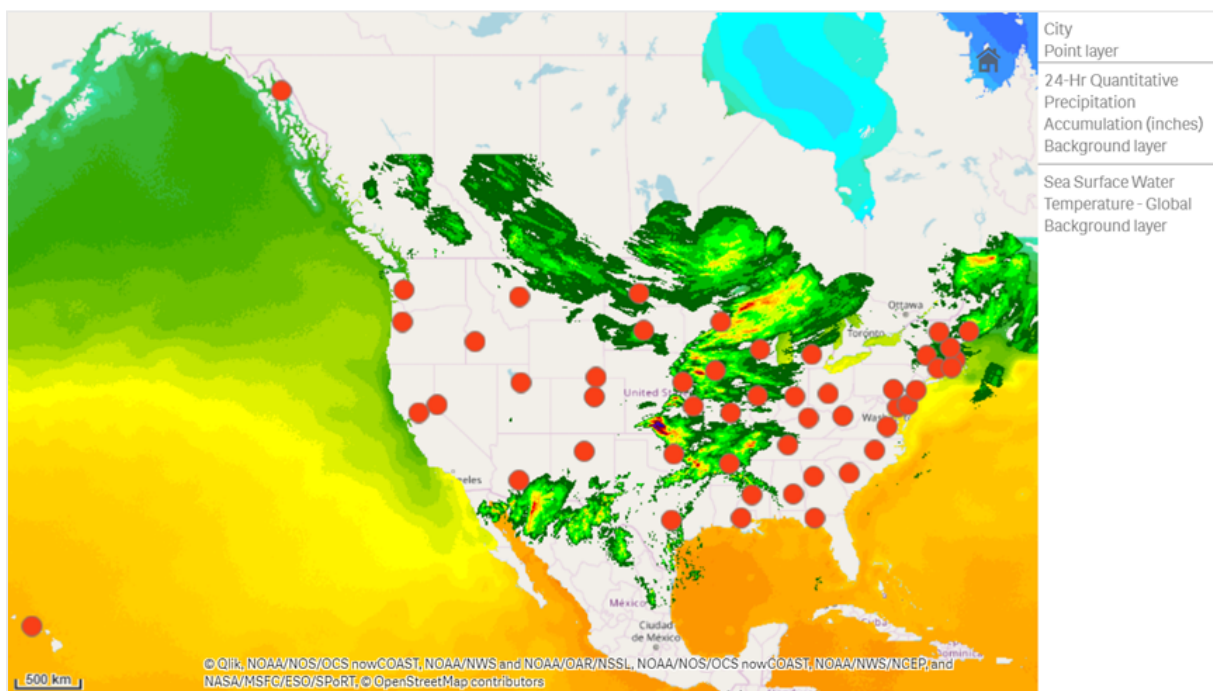 City
Point layer
24-Hr Quantitative
Precipitation
Accumulation (inches)
Background layer
Sea Surface Water
Temperature - Global
Background layer
Ottawa
Toronto
United
eles
México
Ciudad
de México
Cuba
© Qlik, NOAA/NOS/OCS nowCOAST, NOAA/NWS and NOAA/OAR/NSSL, NOAA/NOS/OCS nowCOAST, NOAA/NWS/NCEP, and
NASA/MSFC/ESO/SPoRT, © OpenStreetMap contributors
500 km